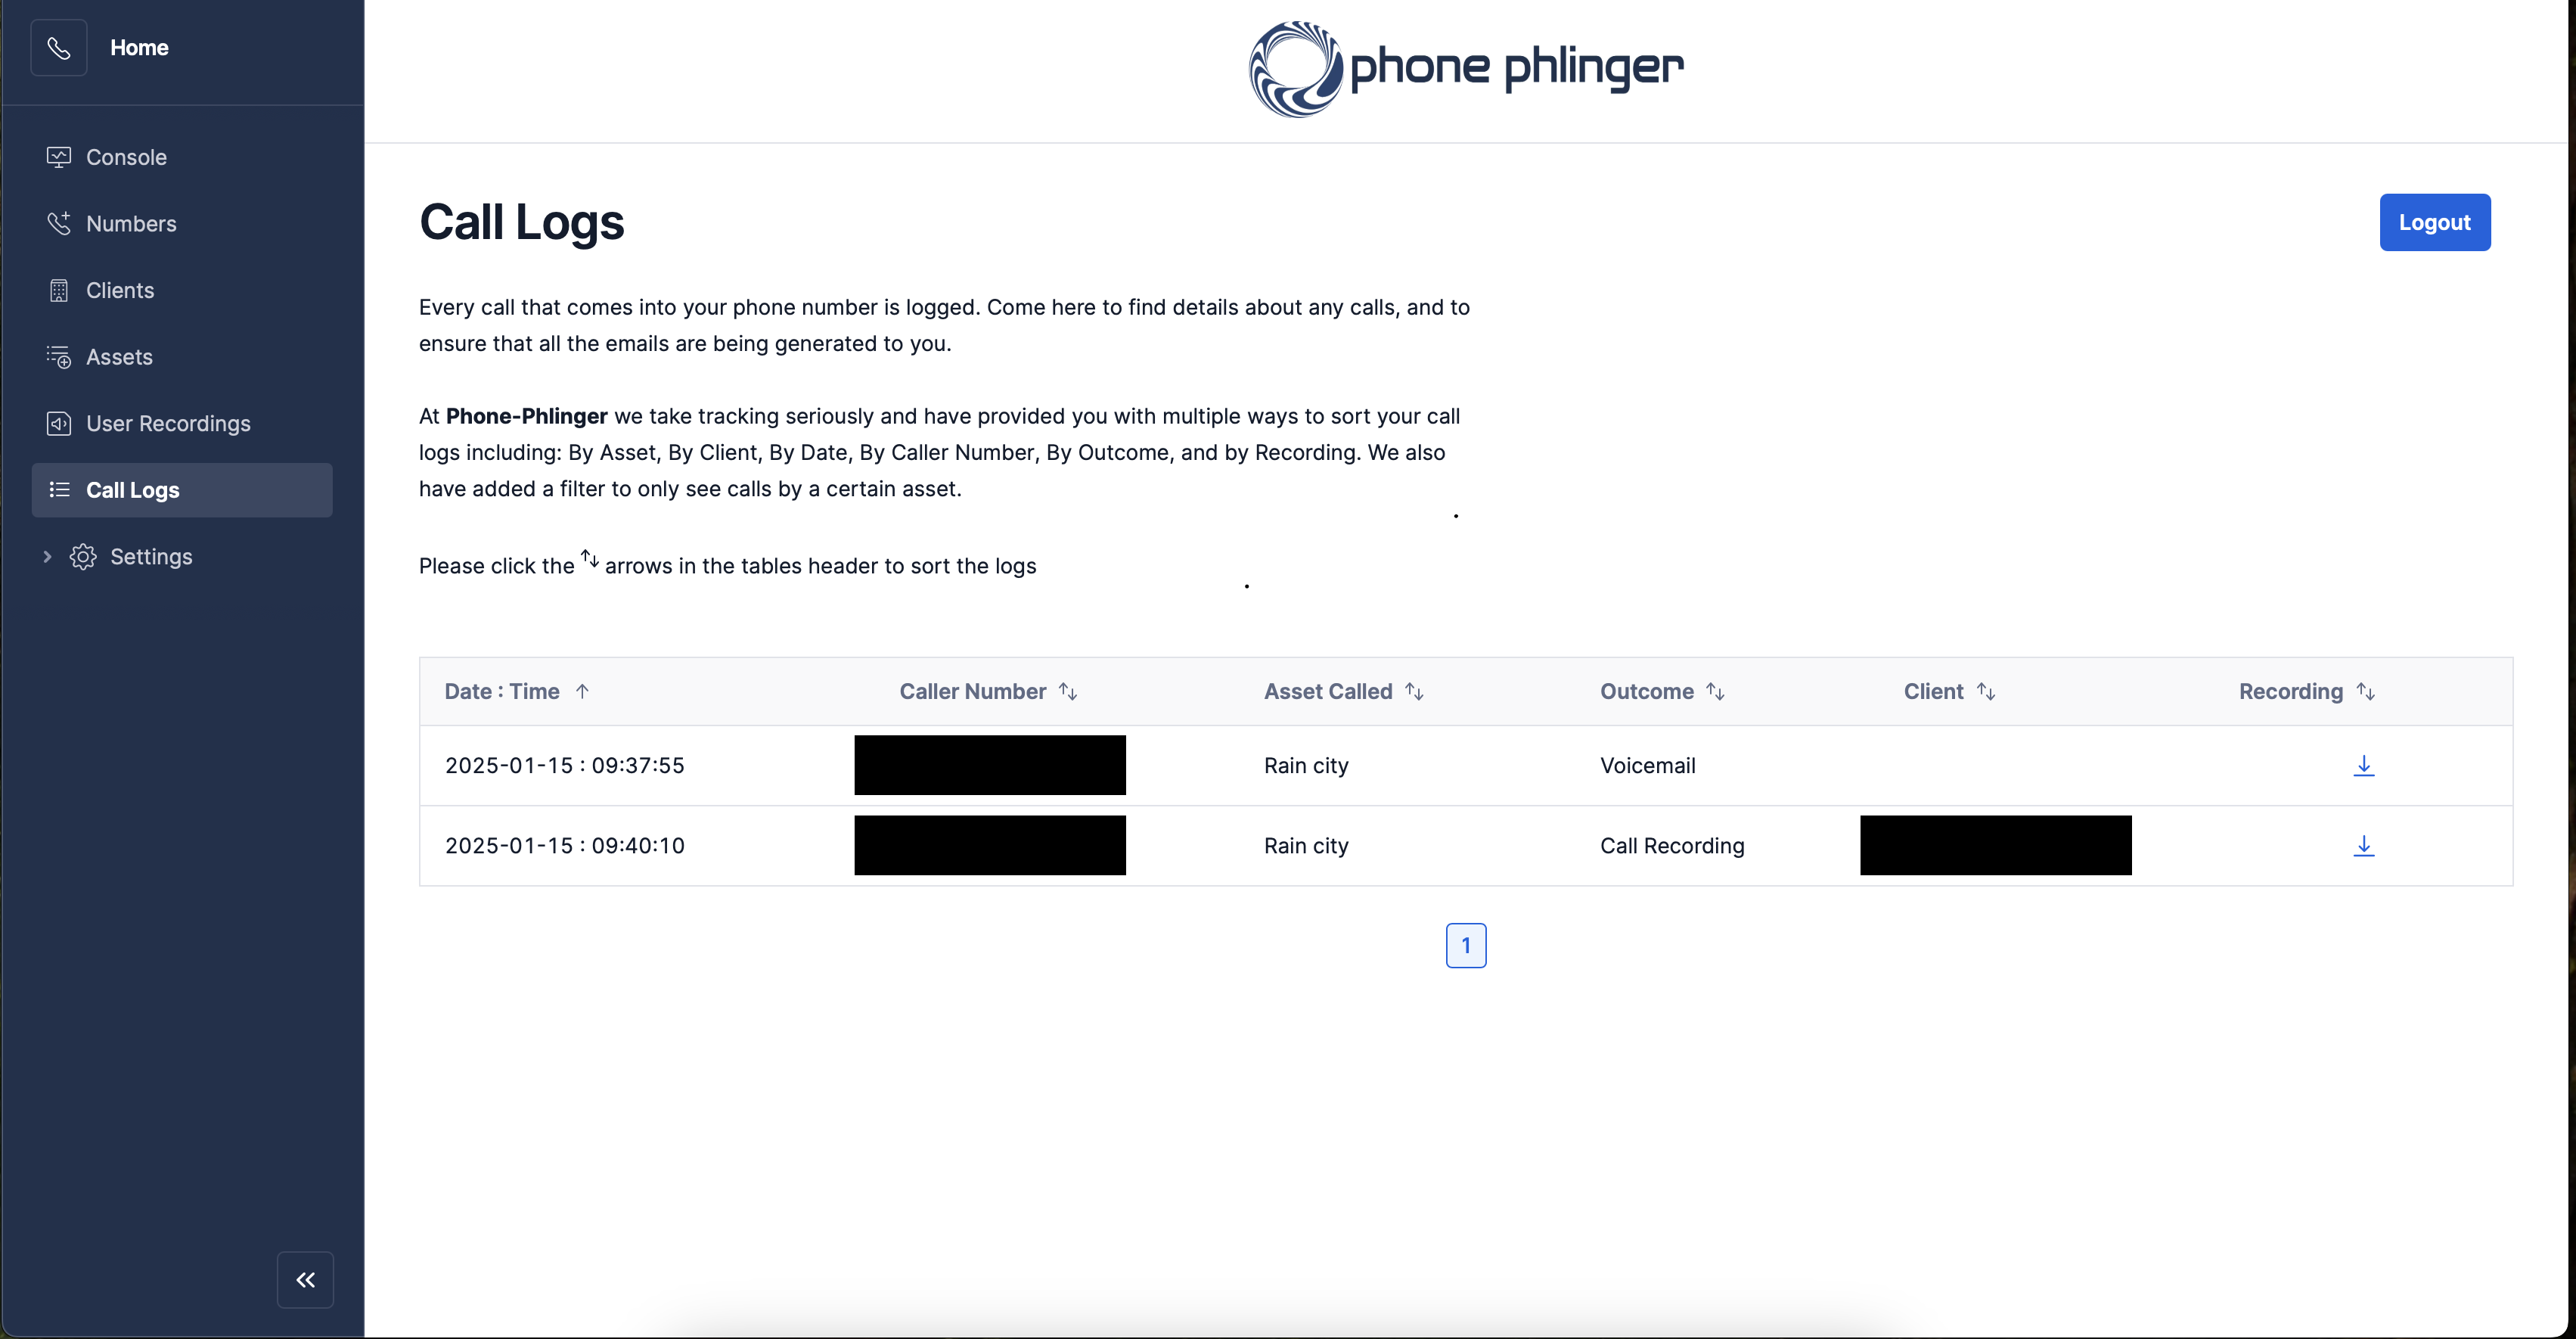 Home
phone phlinger
Console
Numbers
Clients
Assets
User Recordings
Call Logs
Settings
Call Logs
Logout
Every call that comes into your phone number is logged. Come here to find details about any calls, and to
ensure that all the emails are being generated to you.
At Phone-Phlinger we take tracking seriously and have provided you with multiple ways to sort your call
logs including: By Asset, By Client, By Date, By Caller Number, By Outcome, and by Recording. We also
have added a filter to only see calls by a certain asset.
Please click the ↑↓ arrows in the tables header to sort the logs
Date : Time ↑ Caller Number ↑↓ Asset Called ↑↓ Outcome ↑↓ Client ↑↓ Recording ↑↓
2025-01-15 : 09:37:55 Rain city Voicemail
2025-01-15 : 09:40:10 Rain city Call Recording
1